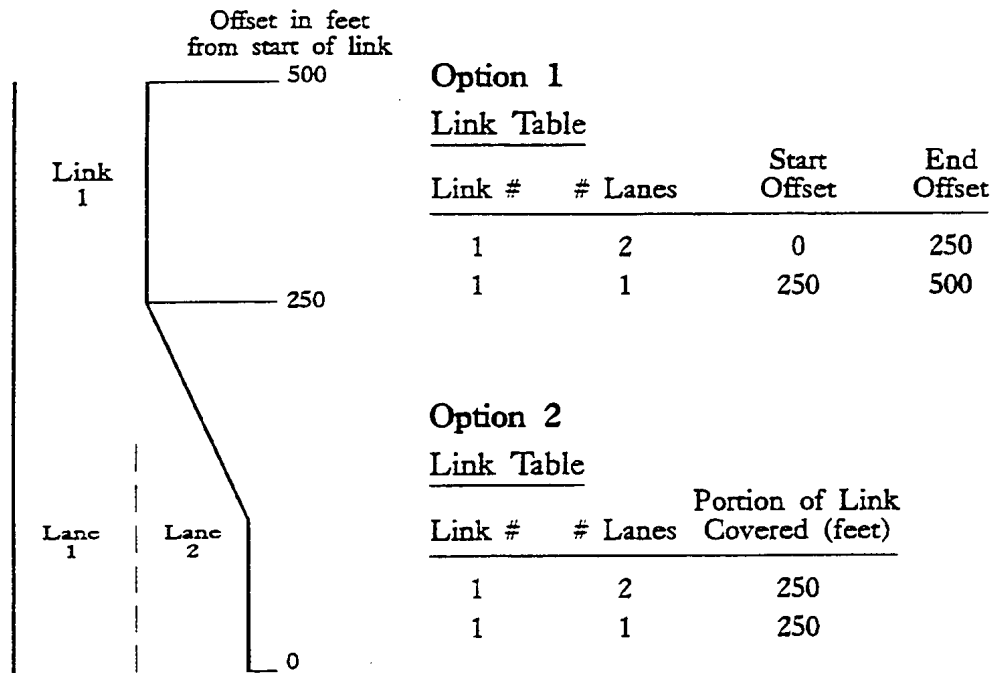 Offset in feet
from start of link
500
Link
1
250
Lane
1
Lane
2
0
Option 1
Link Table
Link # # Lanes Start Offset End Offset
1 2 0 250
1 1 250 500
Option 2
Link Table
Link # # Lanes Portion of Link Covered (feet)
1 2 250
1 1 250